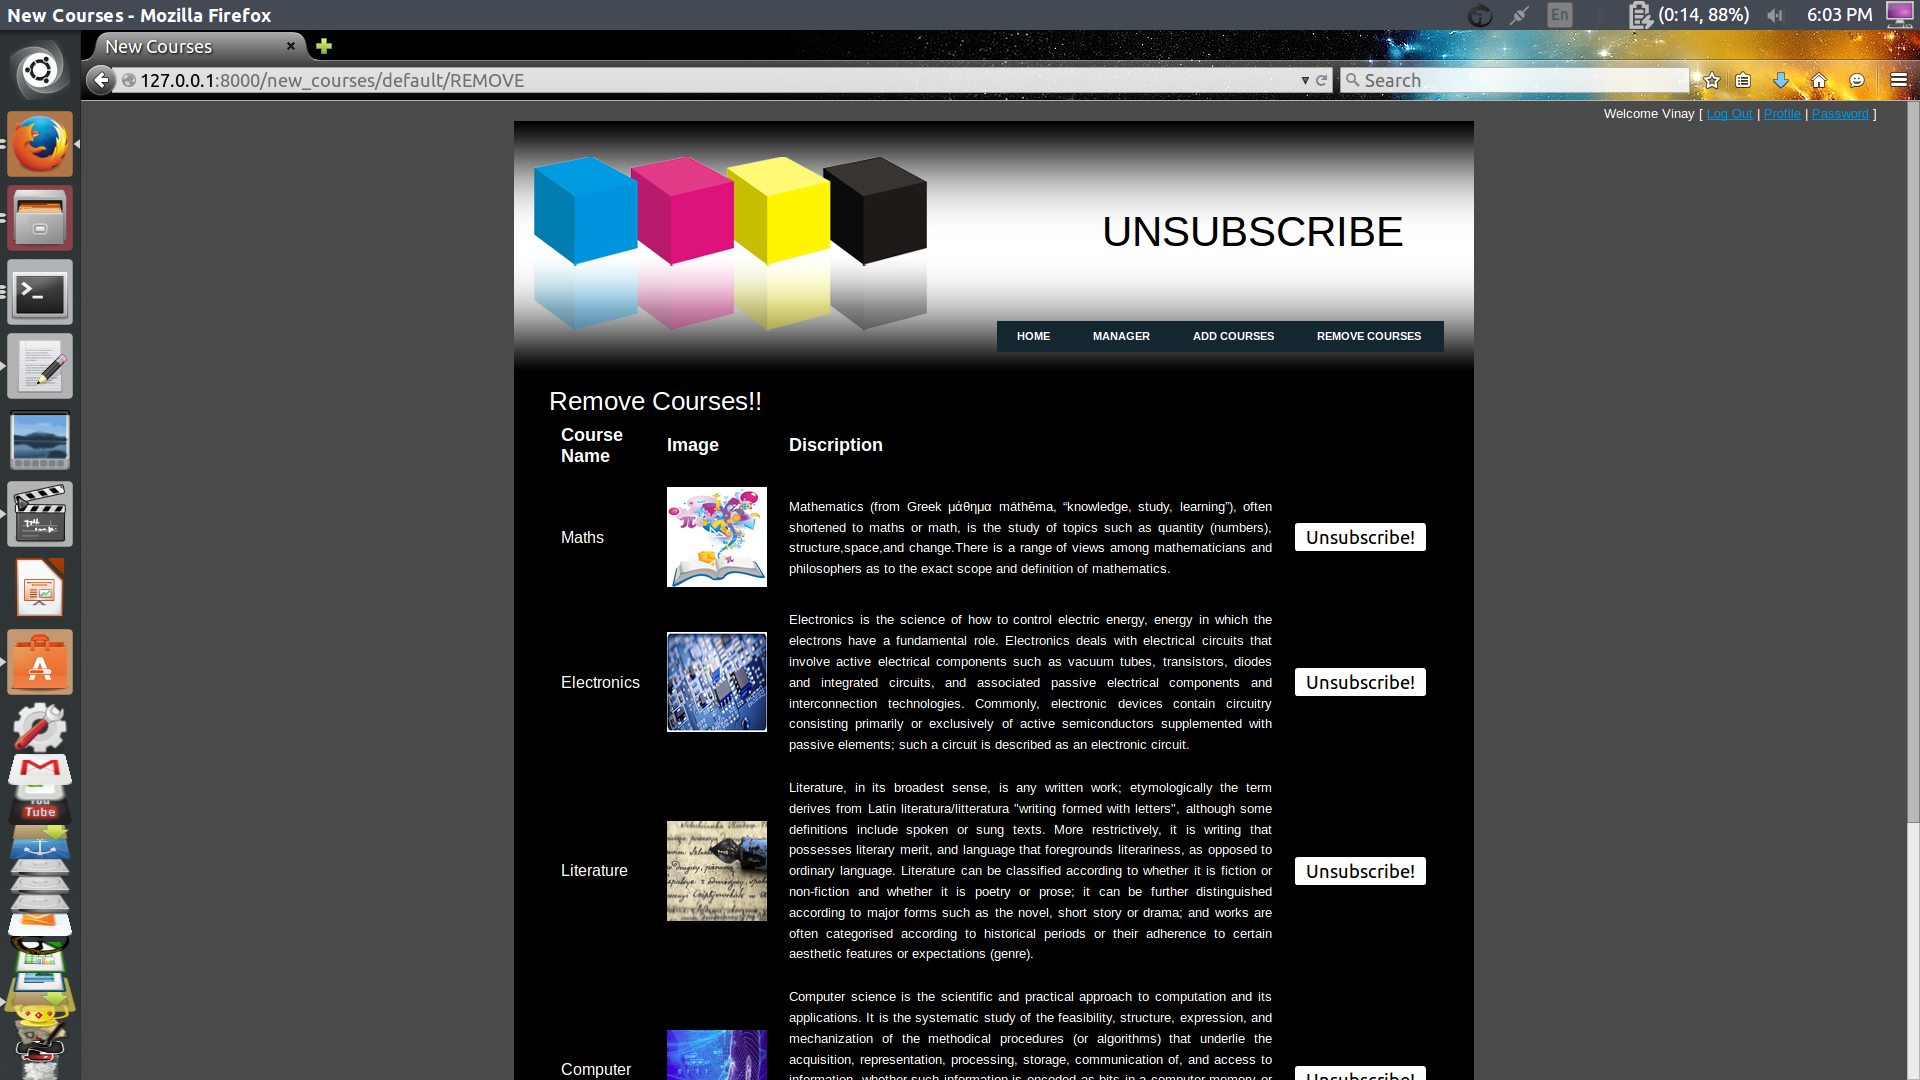 New Courses - Mozilla Firefox
En
(0:14, 88%)
6:03 PM
New Courses
127.0.0.1:8000/new_courses/default/REMOVE
Search
Welcome Vinay [ Log Out | Profile | Password ]
UNSUBSCRIBE
HOME MANAGER ADD COURSES REMOVE COURSES
Remove Courses!!
Course Name
Image
Discription
Maths
Mathematics (from Greek μάθημα máthēma, “knowledge, study, learning”), often
shortened to maths or math, is the study of topics such as quantity (numbers),
structure,space,and change.There is a range of views among mathematicians and
philosophers as to the exact scope and definition of mathematics.
Unsubscribe!
Electronics
Electronics is the science of how to control electric energy, energy in which the
electrons have a fundamental role. Electronics deals with electrical circuits that
involve active electrical components such as vacuum tubes, transistors, diodes
and integrated circuits, and associated passive electrical components and
interconnection technologies. Commonly, electronic devices contain circuitry
consisting primarily or exclusively of active semiconductors supplemented with
passive elements; such a circuit is described as an electronic circuit.
Unsubscribe!
Literature
Literature, in its broadest sense, is any written work; etymologically the term
derives from Latin literatura/litteratura "writing formed with letters", although some
definitions include spoken or sung texts. More restrictively, it is writing that
possesses literary merit, and language that foregrounds literariness, as opposed to
ordinary language. Literature can be classified according to whether it is fiction or
non-fiction and whether it is poetry or prose; it can be further distinguished
according to major forms such as the novel, short story or drama; and works are
often categorised according to historical periods or their adherence to certain
aesthetic features or expectations (genre).
Unsubscribe!
Computer
Computer science is the scientific and practical approach to computation and its
applications. It is the systematic study of the feasibility, structure, expression, and
mechanization of the methodical procedures (or algorithms) that underlie the
acquisition, representation, processing, storage, communication of, and access to
information, whether such information is encoded as bits in a computer memory or
Unsubscribe!
You
Tube